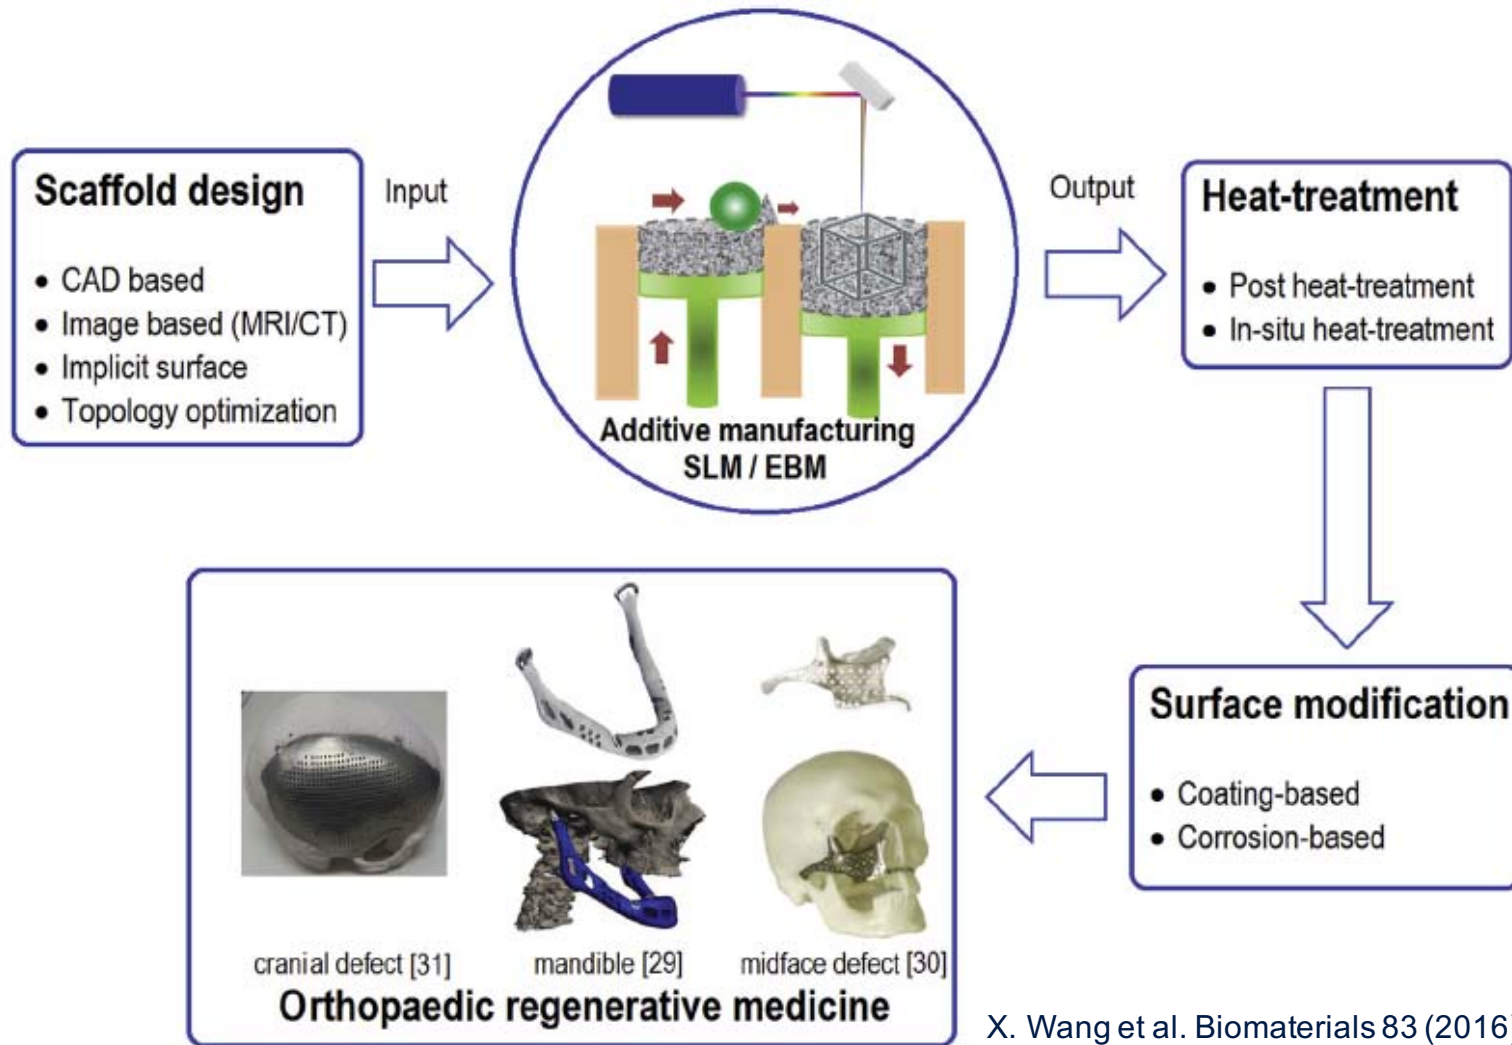 Scaffold design
• CAD based
• Image based (MRI/CT)
• Implicit surface
• Topology optimization
Input
Additive manufacturing
SLM / EBM
Output
Heat-treatment
• Post heat-treatment
• In-situ heat-treatment
Surface modification
• Coating-based
• Corrosion-based
cranial defect [31]
mandible [29]
midface defect [30]
Orthopaedic regenerative medicine
X. Wang et al. Biomaterials 83 (2016)